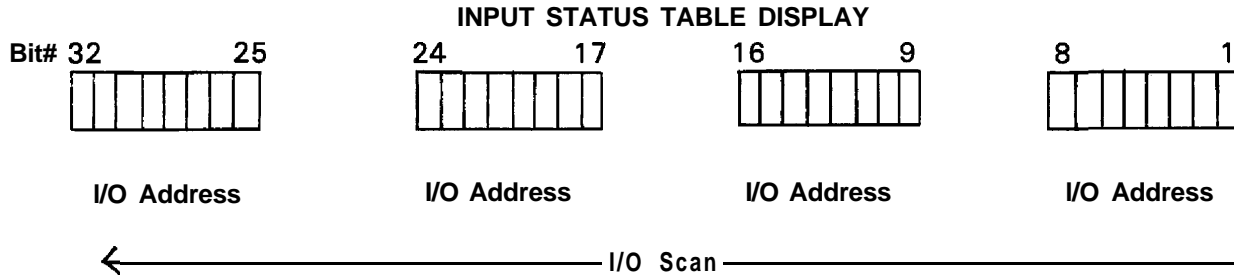 INPUT STATUS TABLE DISPLAY
Bit# 32 25 24 17 16 9 8 1
I/O Address I/O Address I/O Address I/O Address
I/O Scan